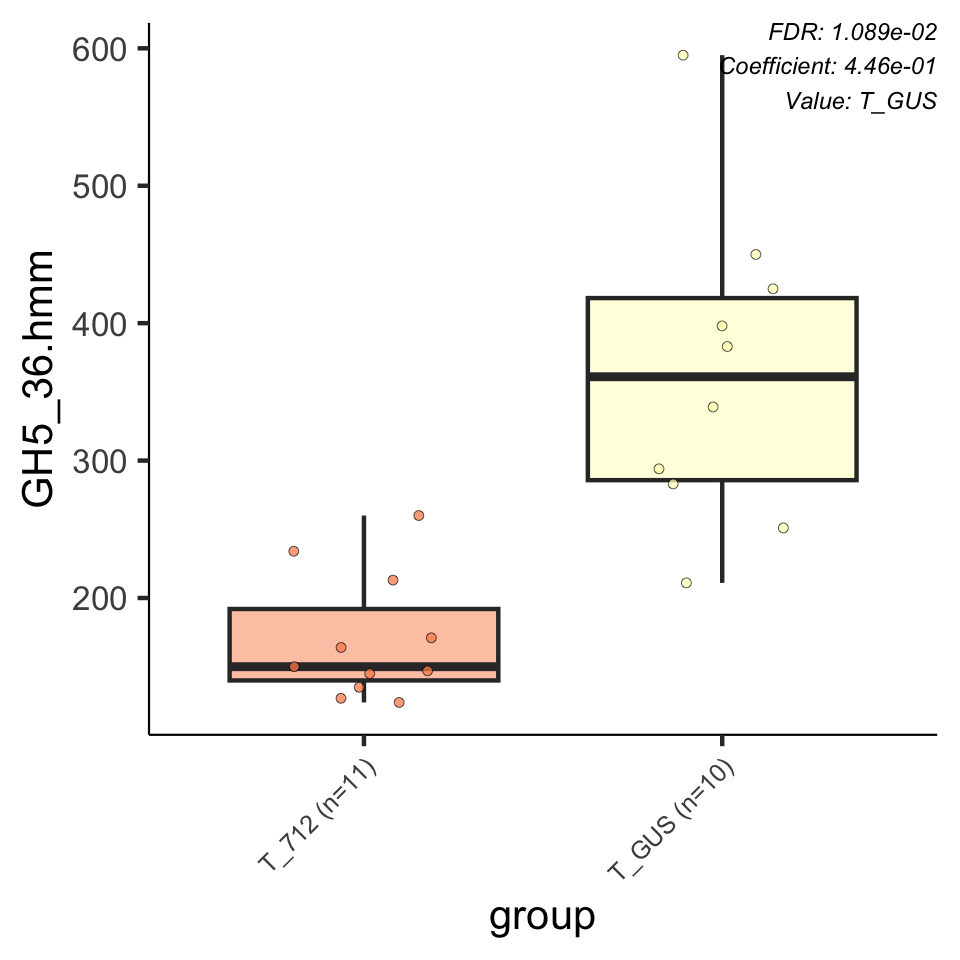 FDR: 1.089e-02
Coefficient: 4.46e-01
Value: T_GUS
600
500
400
300
200
GH5_36.hmm
T_712 (n=11)
T_GUS (n=10)
group